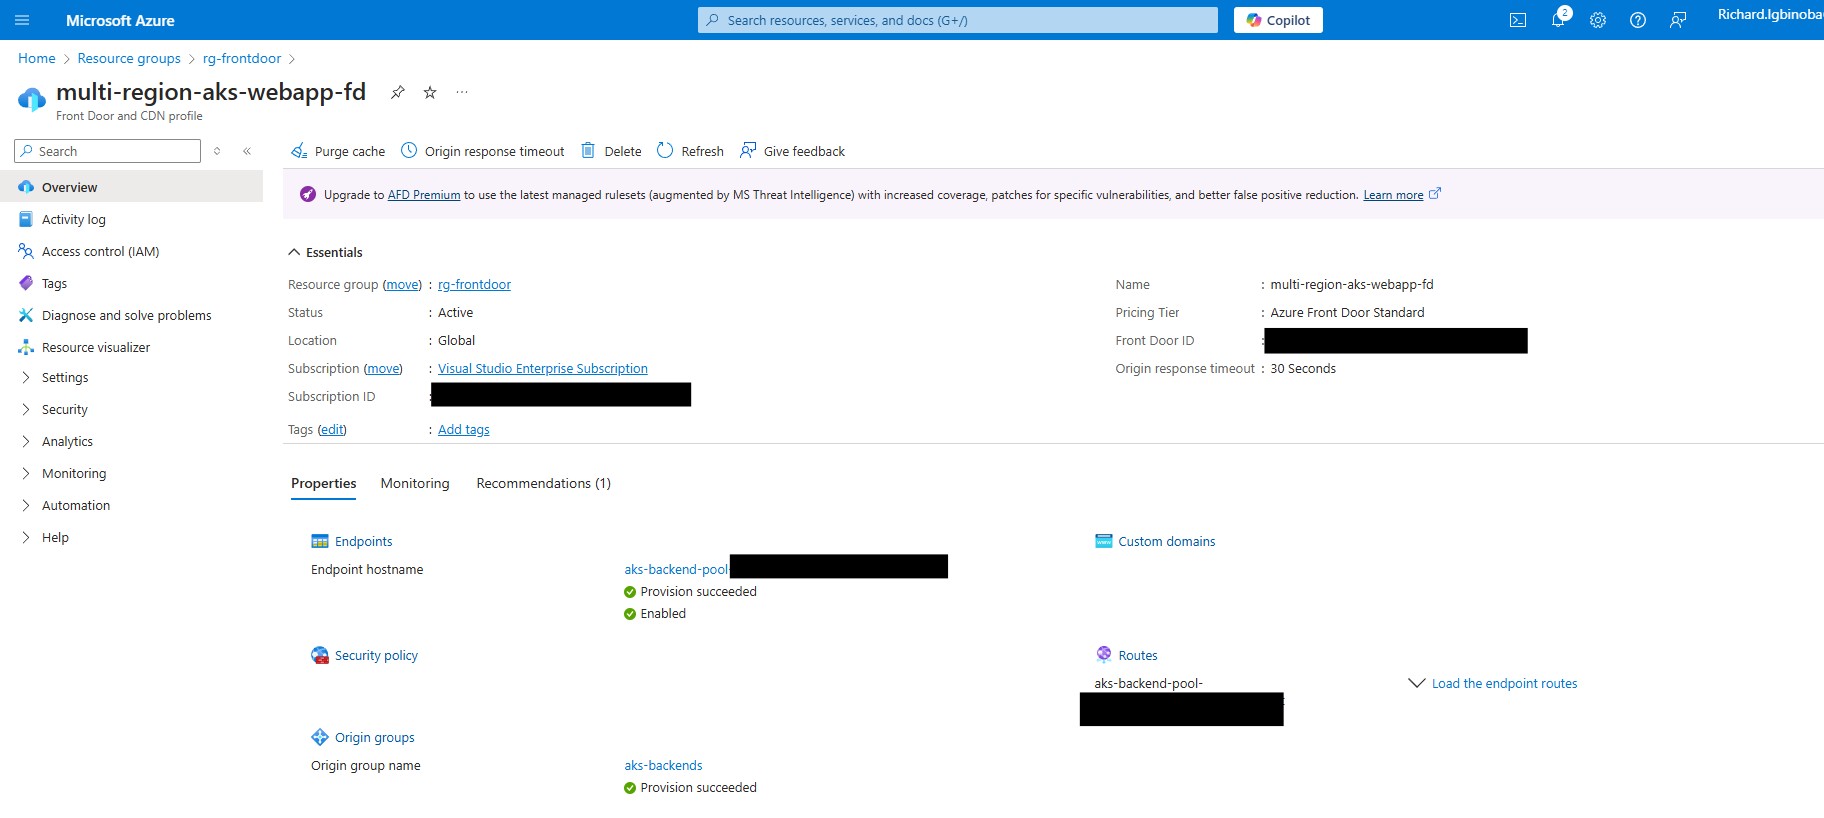 Microsoft Azure
Search resources, services, and docs (G+/)
Copilot
2
Home > Resource groups > rg-frontdoor >
multi-region-aks-webapp-fd
Front Door and CDN profile
Search
Purge cache Origin response timeout Delete Refresh Give feedback
Overview
Activity log
Access control (IAM)
Tags
Diagnose and solve problems
Resource visualizer
Settings
Security
Analytics
Monitoring
Automation
Help
Upgrade to AFD Premium to use the latest managed rulesets (augmented by MS Threat Intelligence) with increased coverage, patches for specific vulnerabilities, and better false positive reduction. Learn more
Essentials
Resource group (move) : rg-frontdoor
Status : Active
Location : Global
Subscription (move) : Visual Studio Enterprise Subscription
Subscription ID :
Tags (edit) : Add tags
Name : multi-region-aks-webapp-fd
Pricing Tier : Azure Front Door Standard
Front Door ID :
Origin response timeout : 30 Seconds
Properties Monitoring Recommendations (1)
Endpoints
Endpoint hostname aks-backend-pool-
Provision succeeded
Enabled
Custom domains
Security policy
Routes
aks-backend-pool- Load the endpoint routes
Origin groups
Origin group name aks-backends
Provision succeeded